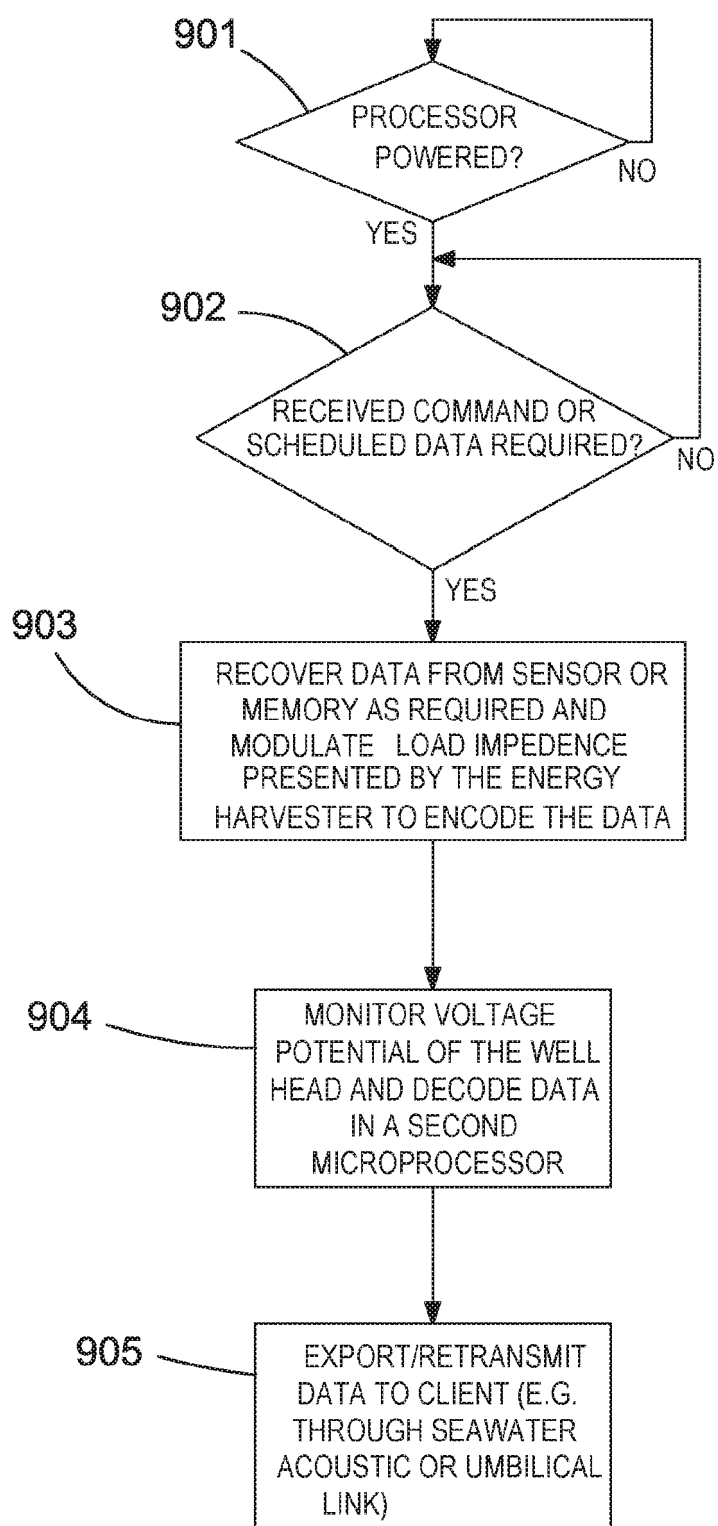 901
PROCESSOR
POWERED?
NO
YES
902
RECEIVED COMMAND OR
SCHEDULED DATA REQUIRED?
NO
YES
903
RECOVER DATA FROM SENSOR OR
MEMORY AS REQUIRED AND
MODULATE LOAD IMPEDENCE
PRESENTED BY THE ENERGY
HARVESTER TO ENCODE THE DATA
904
MONITOR VOLTAGE
POTENTIAL OF THE WELL
HEAD AND DECODE DATA
IN A SECOND
MICROPROCESSOR
905
EXPORT/RETRANSMIT
DATA TO CLIENT (E.G.
THROUGH SEAWATER
ACOUSTIC OR UMBILICAL
LINK)